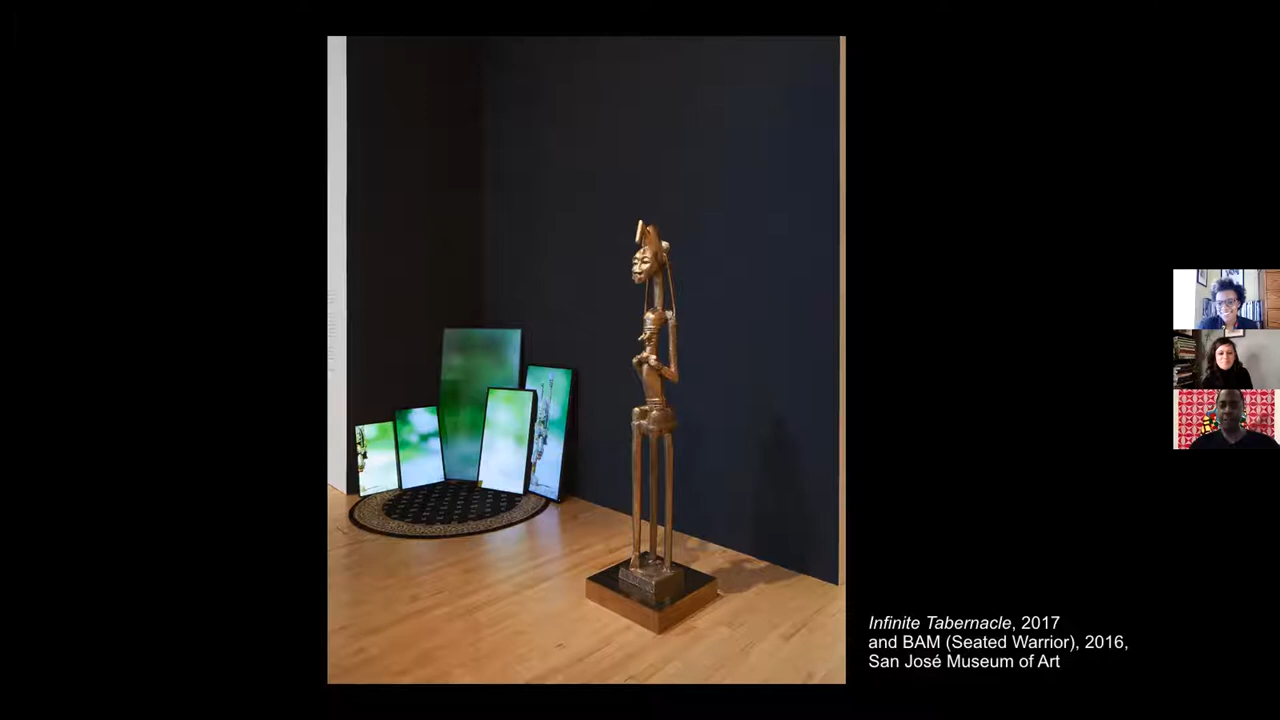 Infinite Tabernacle, 2017
and BAM (Seated Warrior), 2016,
San José Museum of Art